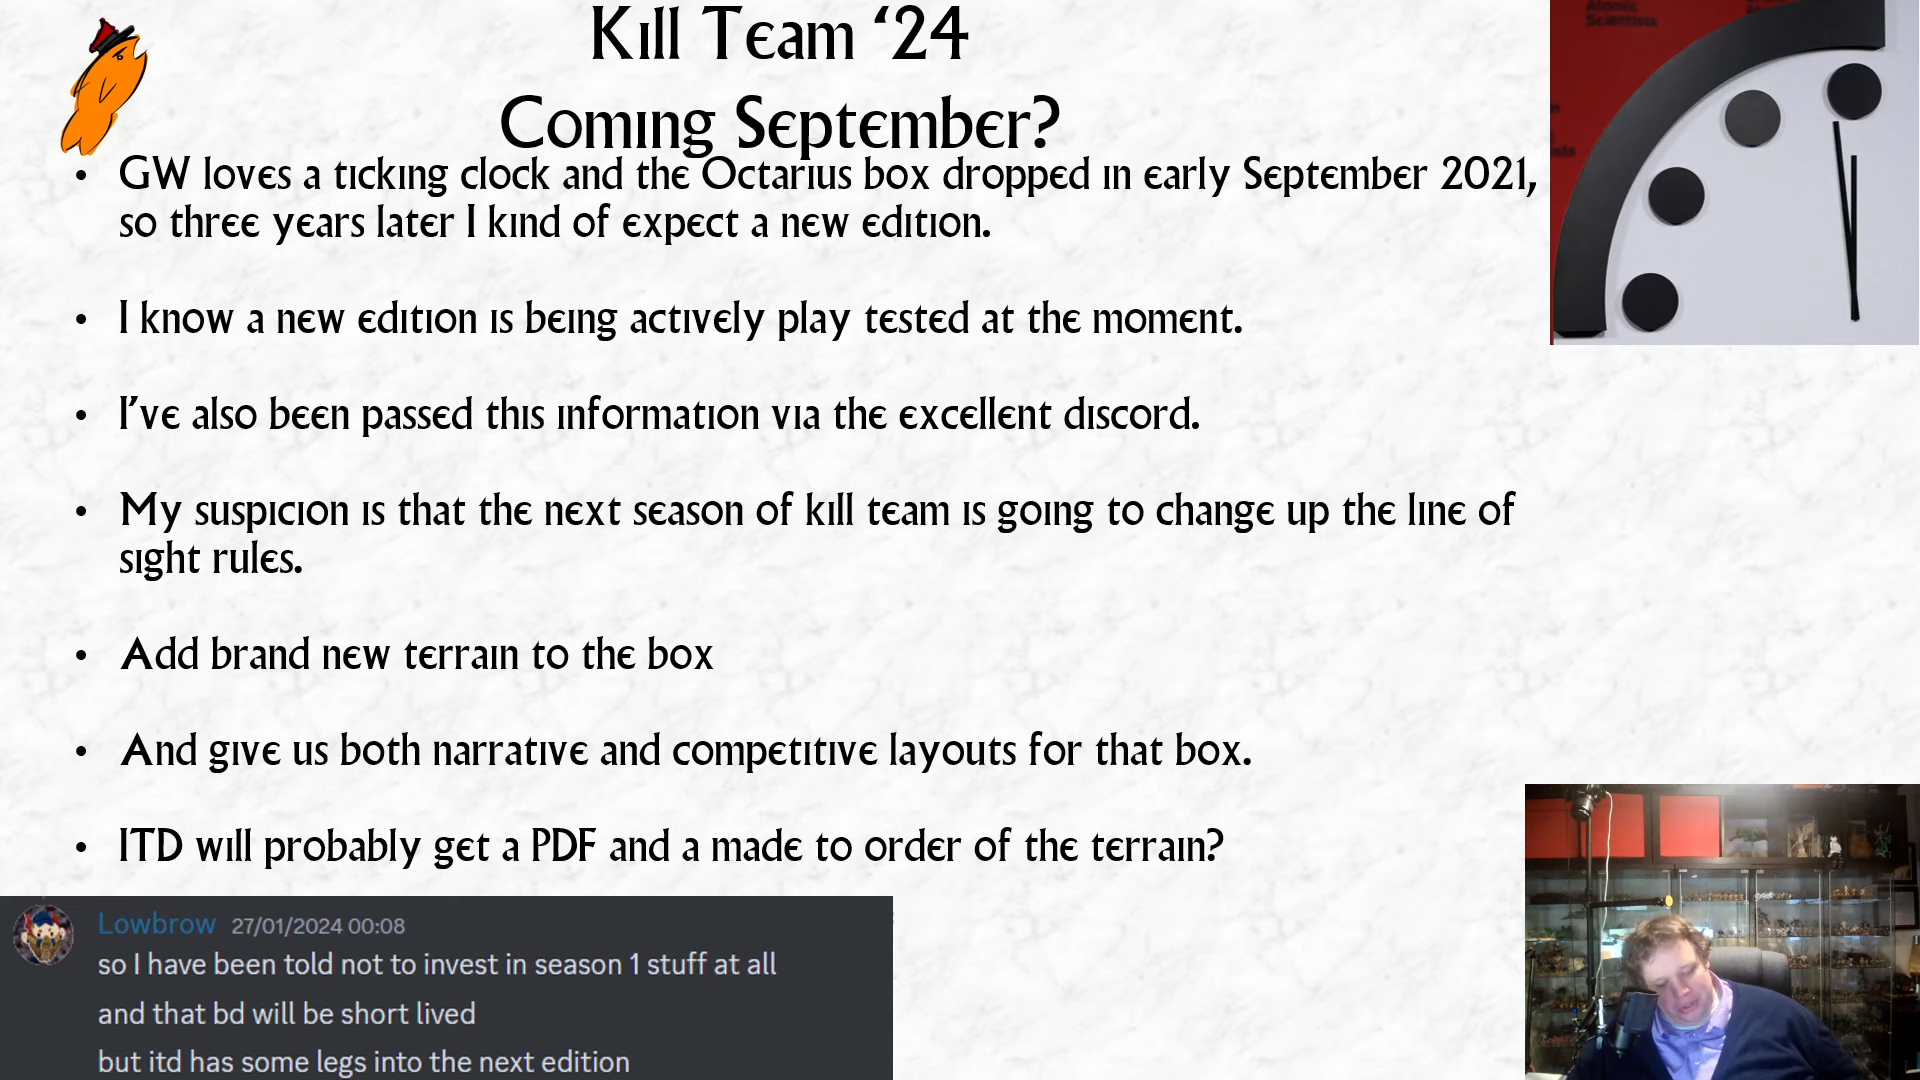 Kill Team ‘24
Coming September?
• GW loves a ticking clock and the Octarius box dropped in early September 2021,
so three years later I kind of expect a new edition.
• I know a new edition is being actively play tested at the moment.
• I’ve also been passed this information via the excellent discord.
• My suspicion is that the next season of kill team is going to change up the line of
sight rules.
• Add brand new terrain to the box
• And give us both narrative and competitive layouts for that box.
• ITD will probably get a PDF and a made to order of the terrain?
Atomic
Scientists
Lowbrow 27/01/2024 00:08
so I have been told not to invest in season 1 stuff at all
and that bd will be short lived
but itd has some legs into the next edition